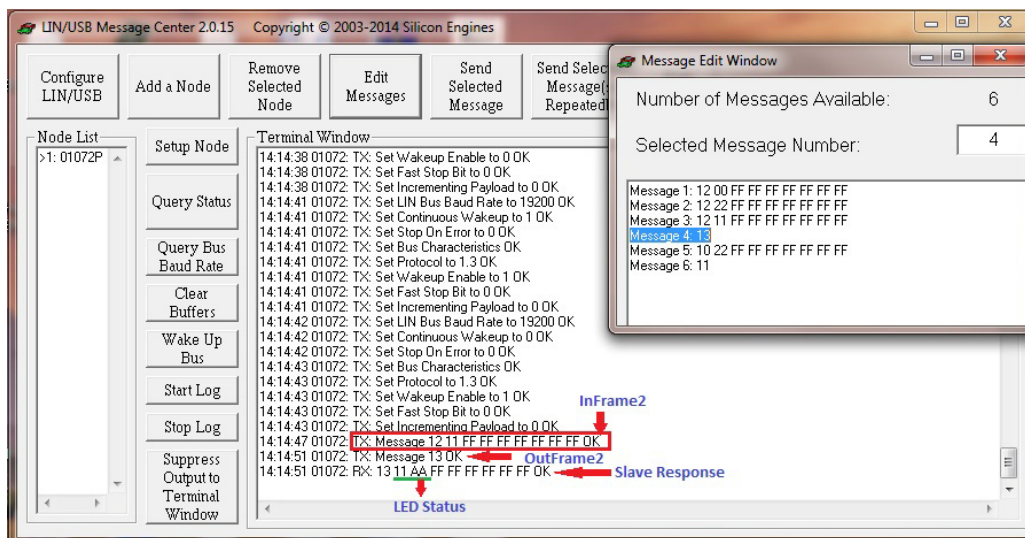 LIN/USB Message Center 2.0.15 Copyright © 2003-2014 Silicon Engines
Configure LIN/USB
Add a Node
Remove Selected Node
Edit Messages
Send Selected Message
Send Selec
Message(
Repeatedl
Node List
>1: 01072P
Setup Node
Query Status
Query Bus Baud Rate
Clear Buffers
Wake Up Bus
Start Log
Stop Log
Suppress Output to Terminal Window
Terminal Window
14:14:38 01072: TX: Set Wakeup Enable to 0 OK
14:14:38 01072: TX: Set Fast Stop Bit to 0 OK
14:14:38 01072: TX: Set Incrementing Payload to 0 OK
14:14:41 01072: TX: Set LIN Bus Baud Rate to 19200 OK
14:14:41 01072: TX: Set Continuous Wakeup to 1 OK
14:14:41 01072: TX: Set Stop On Error to 0 OK
14:14:41 01072: TX: Set Bus Characteristics OK
14:14:41 01072: TX: Set Protocol to 1.3 OK
14:14:41 01072: TX: Set Wakeup Enable to 1 OK
14:14:41 01072: TX: Set Fast Stop Bit to 0 OK
14:14:41 01072: TX: Set Incrementing Payload to 0 OK
14:14:42 01072: TX: Set LIN Bus Baud Rate to 19200 OK
14:14:42 01072: TX: Set Continuous Wakeup to 0 OK
14:14:42 01072: TX: Set Stop On Error to 0 OK
14:14:43 01072: TX: Set Bus Characteristics OK
14:14:43 01072: TX: Set Protocol to 1.3 OK
14:14:43 01072: TX: Set Wakeup Enable to 1 OK
14:14:43 01072: TX: Set Fast Stop Bit to 0 OK
14:14:43 01072: TX: Set Incrementing Payload to 0 OK
14:14:47 01072: TX: Message 12 11 FF FF FF FF FF FF FF OK
14:14:51 01072: TX: Message 13 OK
14:14:51 01072: RX: 13 11 AA FF FF FF FF FF FF OK
InFrame2
OutFrame2
Slave Response
LED Status
Message Edit Window
Number of Messages Available: 6
Selected Message Number: 4
Message 1: 12 00 FF FF FF FF FF FF FF
Message 2: 12 22 FF FF FF FF FF FF FF
Message 3: 12 11 FF FF FF FF FF FF FF
Message 4: 13
Message 5: 10 22 FF FF FF FF FF FF FF
Message 6: 11